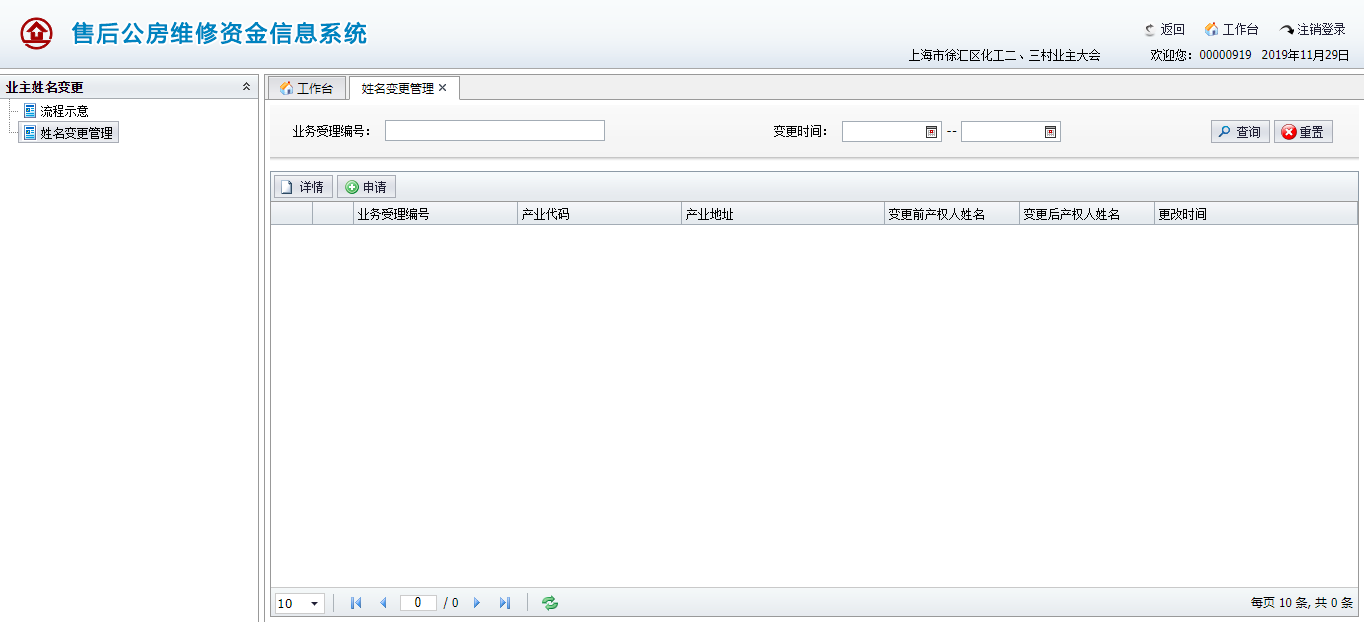 售后公房维修资金信息系统
返回 工作台 注销登录
上海市徐汇区化工二、三村业主大会 欢迎您: 00000919 2019年11月29日
业主姓名变更
流程示意
姓名变更管理
工作台 姓名变更管理
业务受理编号: 变更时间: -- 查询 重置
详情 申请
业务受理编号 产业代码 产业地址 变更前产权人姓名 变更后产权人姓名 更改时间
10 0 / 0 每页 10 条, 共 0 条